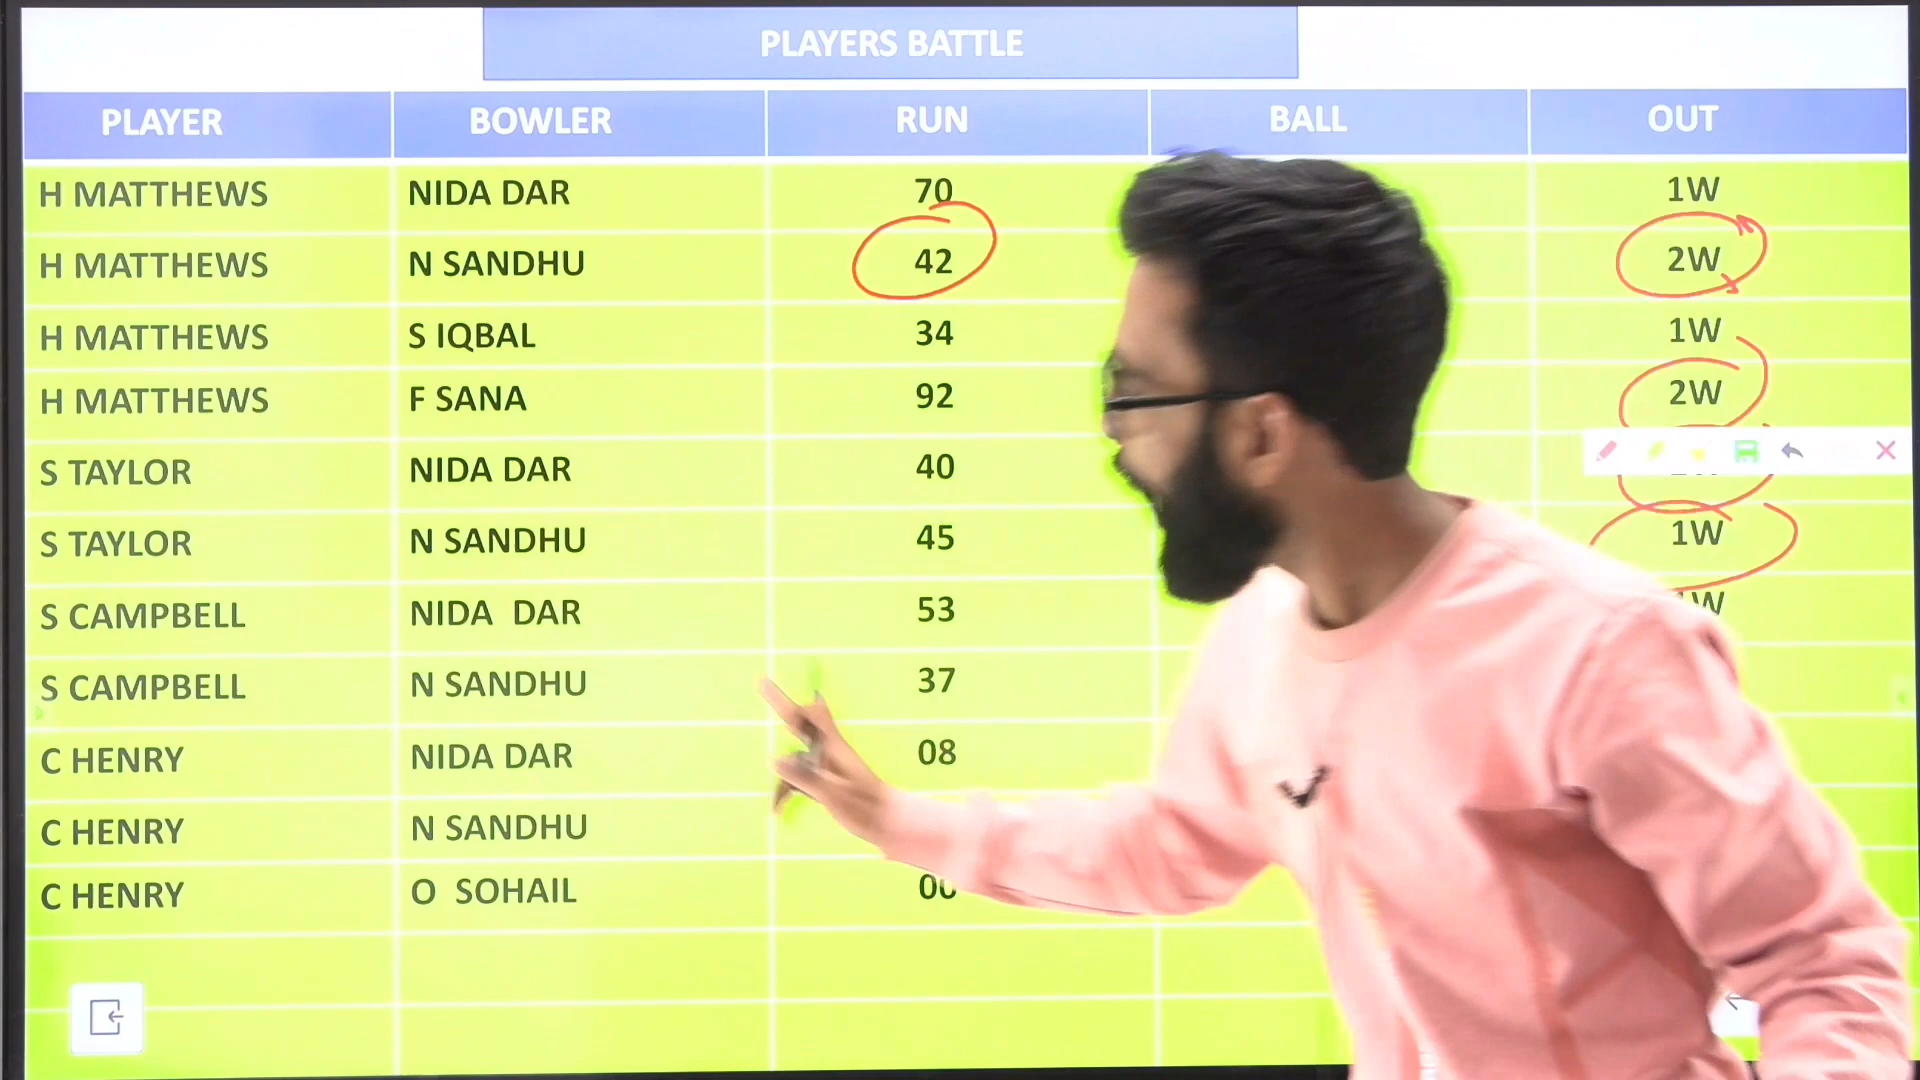 PLAYERS BATTLE
PLAYER BOWLER RUN BALL OUT
H MATTHEWS NIDA DAR 70 1W
H MATTHEWS N SANDHU 42 2W
H MATTHEWS S IQBAL 34 1W
H MATTHEWS F SANA 92 2W
S TAYLOR NIDA DAR 40
S TAYLOR N SANDHU 45 1W
S CAMPBELL NIDA DAR 53
S CAMPBELL N SANDHU 37
C HENRY NIDA DAR 08
C HENRY N SANDHU
C HENRY O SOHAIL 00